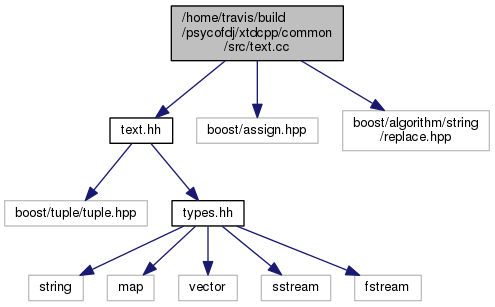 /home/travis/build
/psycofdj/xtdcpp/common
/src/text.cc
text.hh
boost/assign.hpp
boost/algorithm/string
/replace.hpp
boost/tuple/tuple.hpp
types.hh
string
map
vector
sstream
fstream